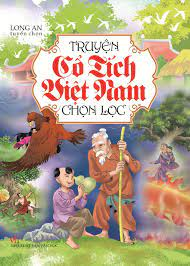 LONG AN
tuyển chọn
TRUYỆN
Cổ Tích
Việt Nam
CHỌN LỌC